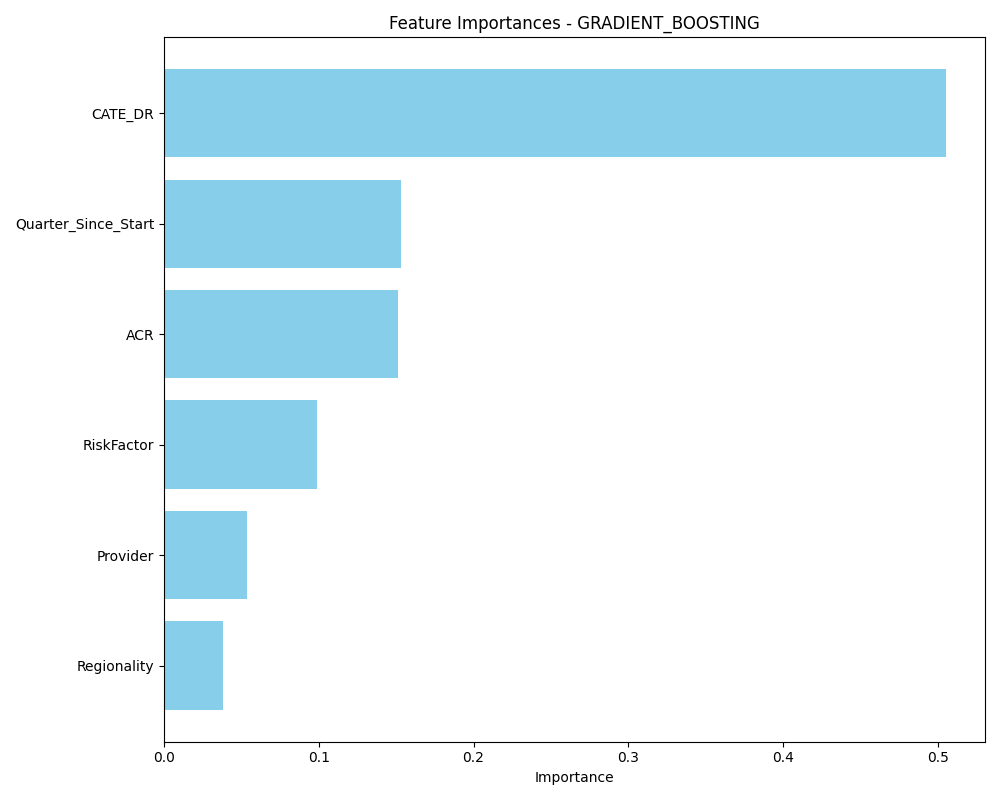 Feature Importances - GRADIENT_BOOSTING
CATE_DR
Quarter_Since_Start
ACR
RiskFactor
Provider
Regionality
0.0 0.1 0.2 0.3 0.4 0.5
Importance